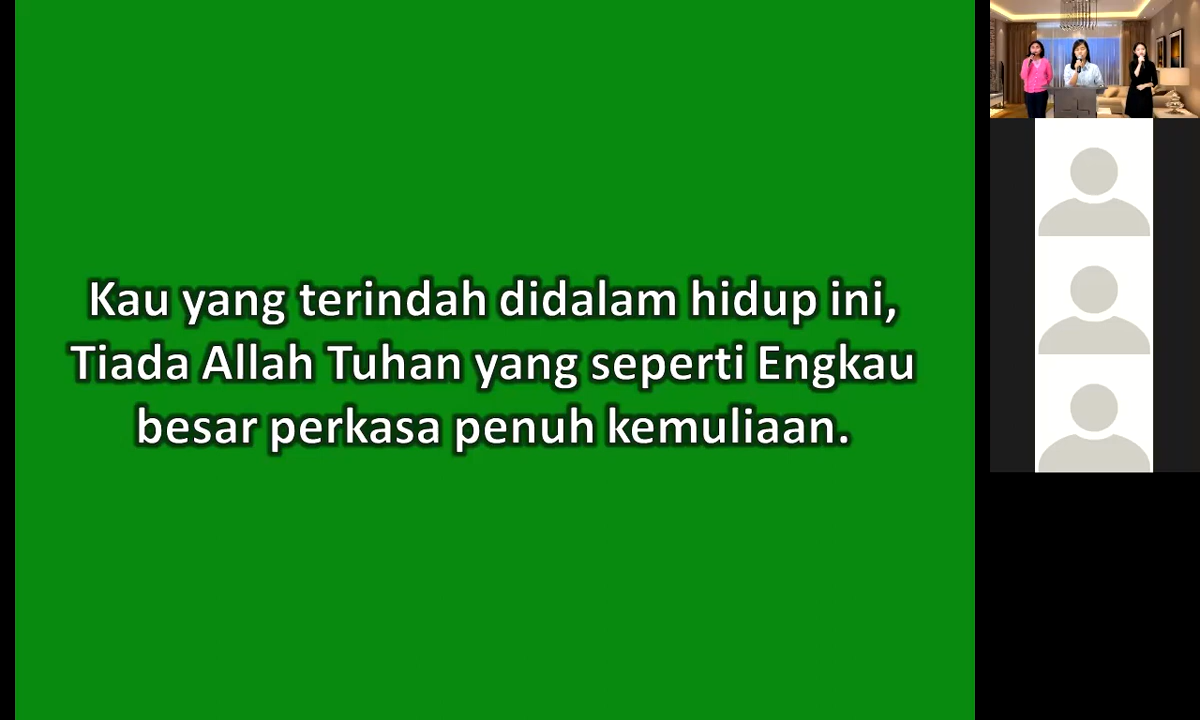 Kau yang terindah didalam hidup ini,
Tiada Allah Tuhan yang seperti Engkau
besar perkasa penuh kemuliaan.